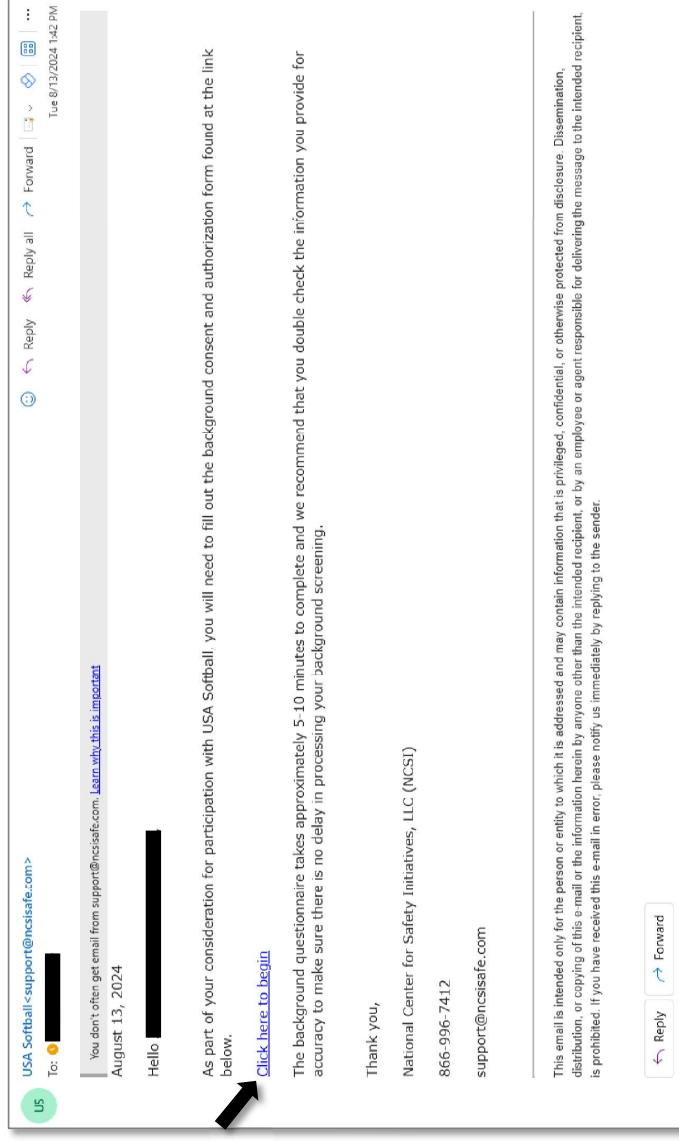 US
USA Softball<support@ncsisafe.com>
Reply
Reply all
Forward
To:
Tue 8/13/2024 1:42 PM
You don't often get email from support@ncsisafe.com. Learn why this is important
August 13, 2024
Hello
As part of your consideration for participation with USA Softball, you will need to fill out the background consent and authorization form found at the link
below.
Click here to begin
The background questionnaire takes approximately 5-10 minutes to complete and we recommend that you double check the information you provide for
accuracy to make sure there is no delay in processing your background screening.
Thank you,
National Center for Safety Initiatives, LLC (NCSI)
866-996-7412
support@ncsisafe.com
This email is intended only for the person or entity to which it is addressed and may contain information that is privileged, confidential, or otherwise protected from disclosure. Dissemination,
distribution, or copying of this e-mail or the information herein by anyone other than the intended recipient, or by an employee or agent responsible for delivering the message to the intended recipient,
is prohibited. If you have received this e-mail in error, please notify us immediately by replying to the sender.
Reply
Forward